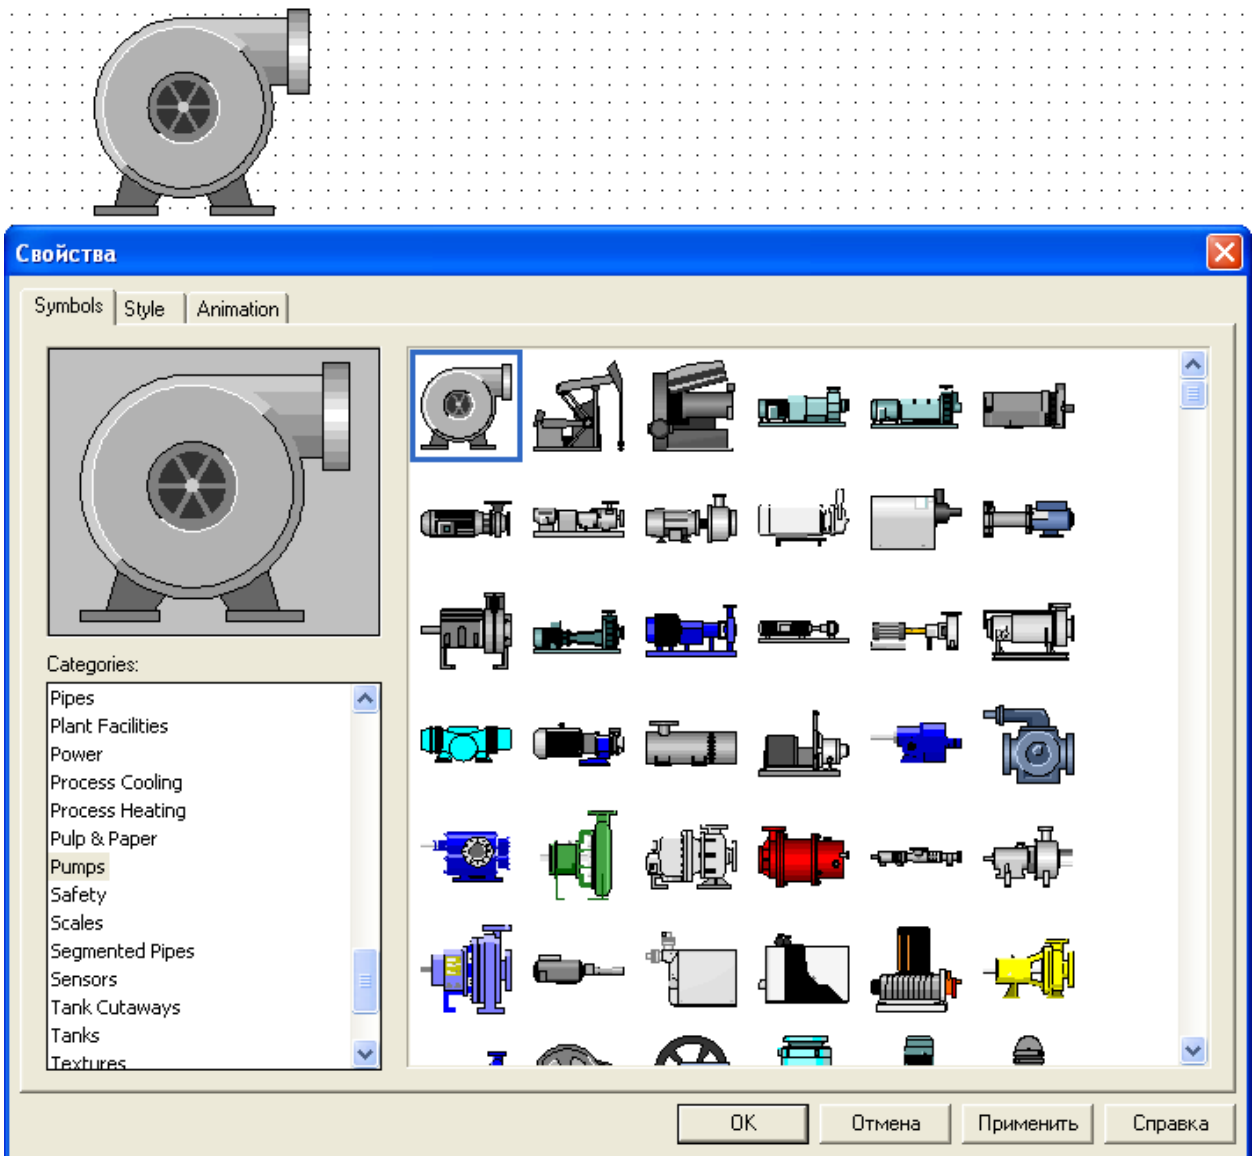 Свойства
Symbols
Style
Animation
Categories:
Pipes
Plant Facilities
Power
Process Cooling
Process Heating
Pulp & Paper
Pumps
Safety
Scales
Segmented Pipes
Sensors
Tank Cutaways
Tanks
Textures
OK
Отмена
Применить
Справка